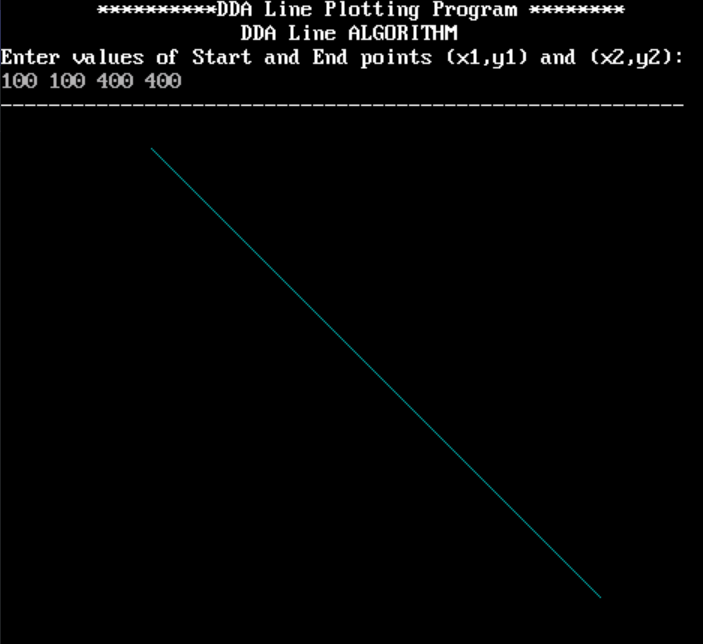 **********DDA Line Plotting Program ********
DDA Line ALGORITHM
Enter values of Start and End points (x1,y1) and (x2,y2):
100 100 400 400
---------------------------------------------------------